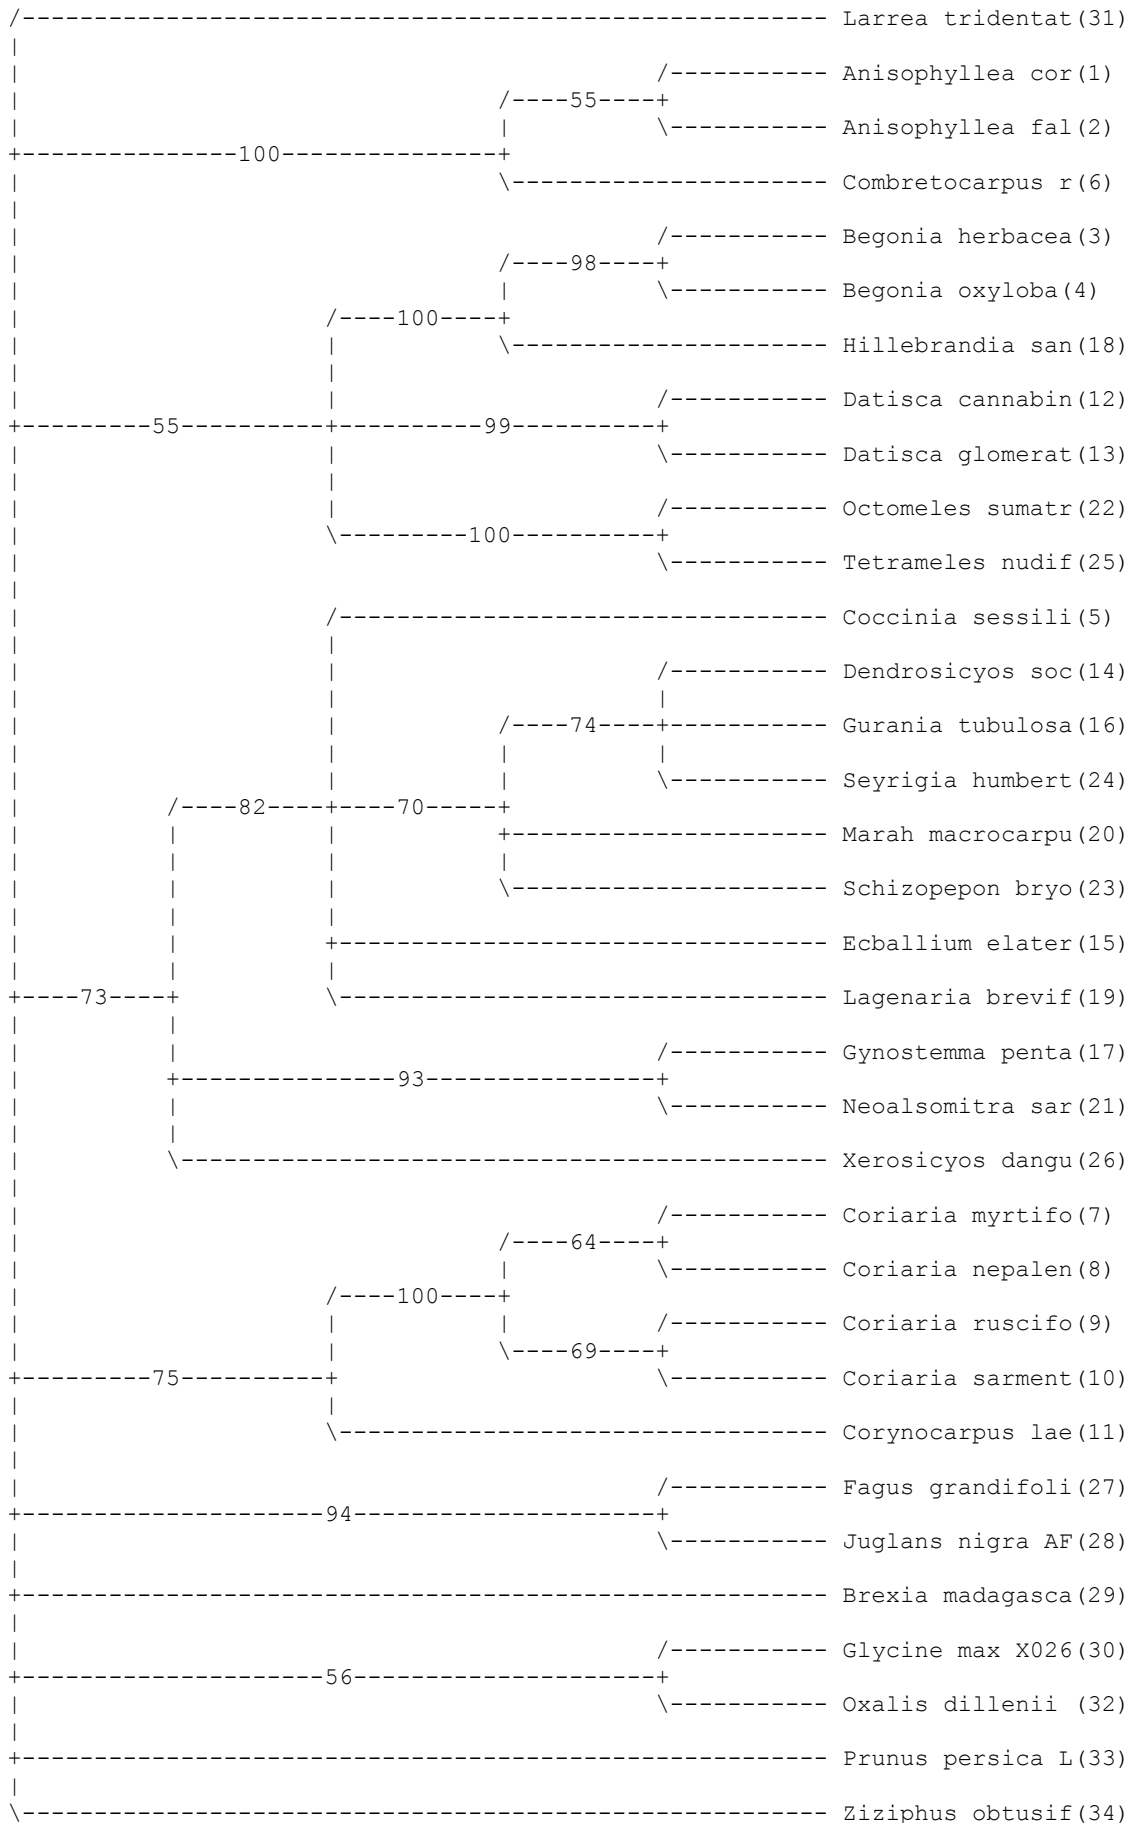 Larrea tridentat(31)
Anisophyllea cor(1)
55
Anisophyllea fal(2)
100
Combretocarpus r(6)
Begonia herbacea(3)
98
Begonia oxyloba(4)
100
Hillebrandia san(18)
Datisca cannabin(12)
55 99
Datisca glomerat(13)
Octomeles sumatr(22)
100
Tetrameles nudif(25)
Coccinia sessili(5)
Dendrosicyos soc(14)
74 Gurania tubulosa(16)
Seyrigia humbert(24)
82 70
Marah macrocarpu(20)
Schizopepon bryo(23)
Ecballium elater(15)
73 Lagenaria brevif(19)
Gynostemma penta(17)
93
Neoalsomitra sar(21)
Xerosicyos dangu(26)
Coriaria myrtifo(7)
64
Coriaria nepalen(8)
100
Coriaria ruscifo(9)
69
75 Coriaria sarment(10)
Corynocarpus lae(11)
Fagus grandifoli(27)
94
Juglans nigra AF(28)
Brexia madagasca(29)
Glycine max X026(30)
56
Oxalis dillenii (32)
Prunus persica L(33)
Ziziphus obtusif(34)